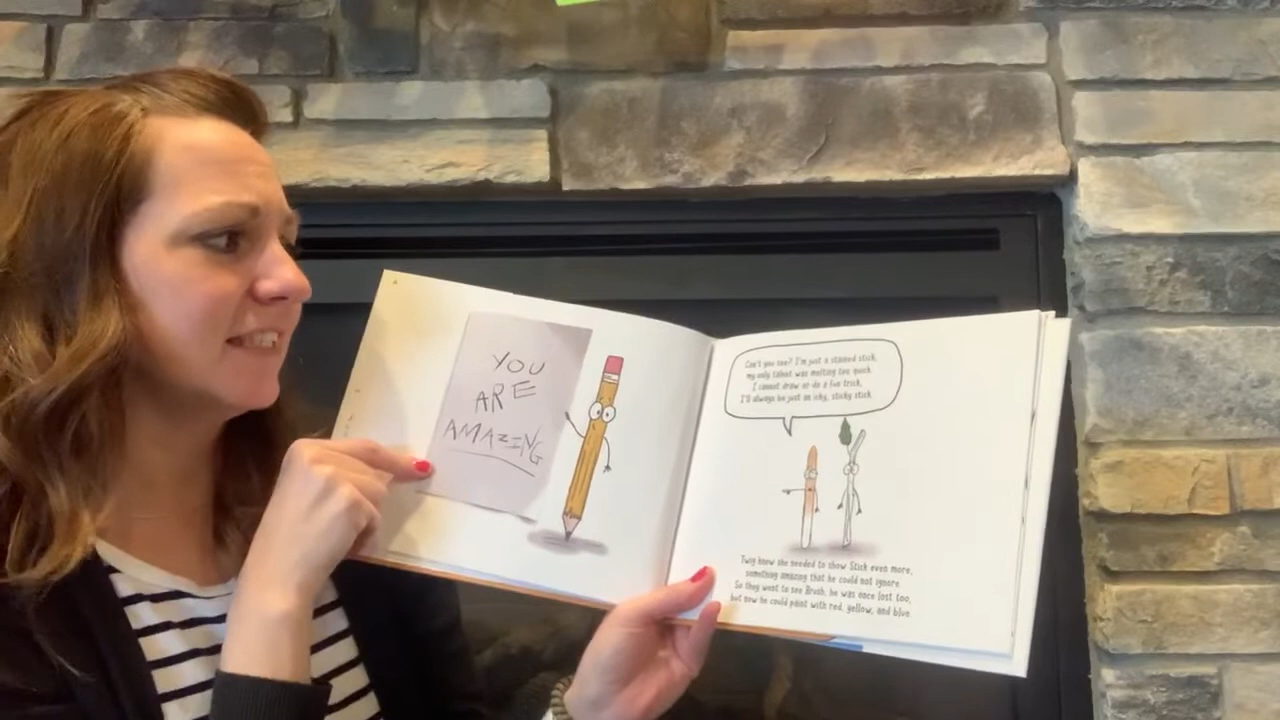 YOU
ARE
AMAZING
Can't you see? I'm just a stained stick,
my only talent was melting too quick.
I cannot draw or do a fun trick,
I'll always be just an icky, sticky stick.
Twig knew she needed to show Stick even more,
something amazing that he could not ignore.
So they went to see Brush, he was once lost too,
but now he could paint with red, yellow, and blue.